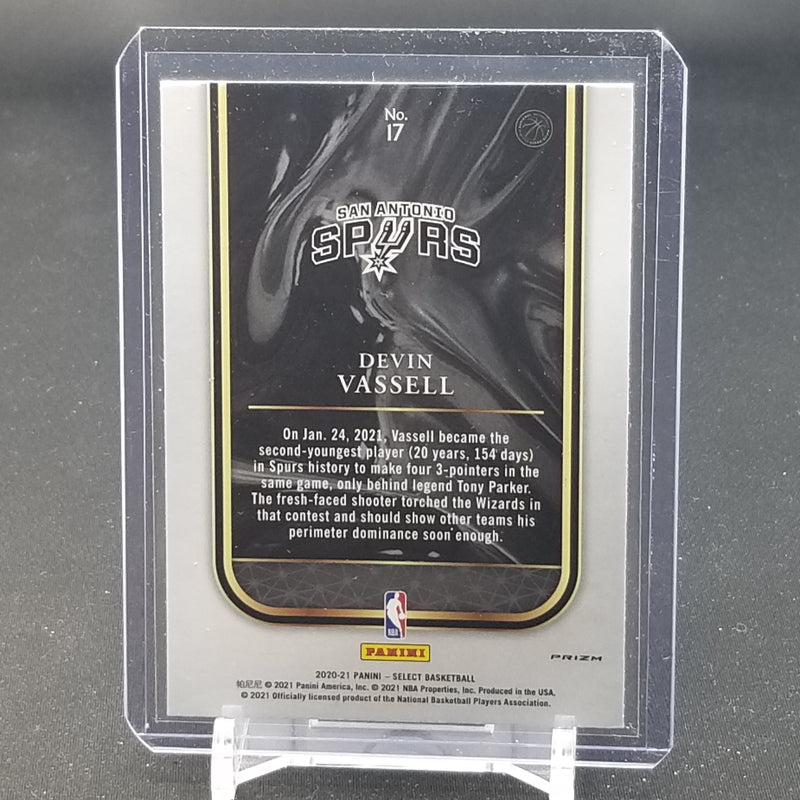 No.
17
SAN ANTONIO
SPURS
DEVIN
VASSELL
On Jan. 24, 2021, Vassell became the
second-youngest player (20 years, 154 days)
in Spurs history to make four 3-pointers in the
same game, only behind legend Tony Parker.
The fresh-faced shooter torched the Wizards in
that contest and should show other teams his
perimeter dominance soon enough.
NBA
PANINI
PRIZM
2020-21 PANINI – SELECT BASKETBALL
帕尼尼 © 2021 Panini America, Inc. © 2021 NBA Properties, Inc. Produced in the USA.
© 2021 Officially licensed product of the National Basketball Players Association.